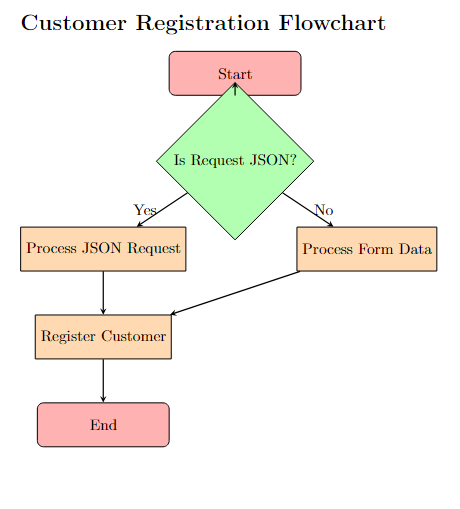 Customer Registration Flowchart
Start
Is Request JSON?
Yes
No
Process JSON Request
Process Form Data
Register Customer
End